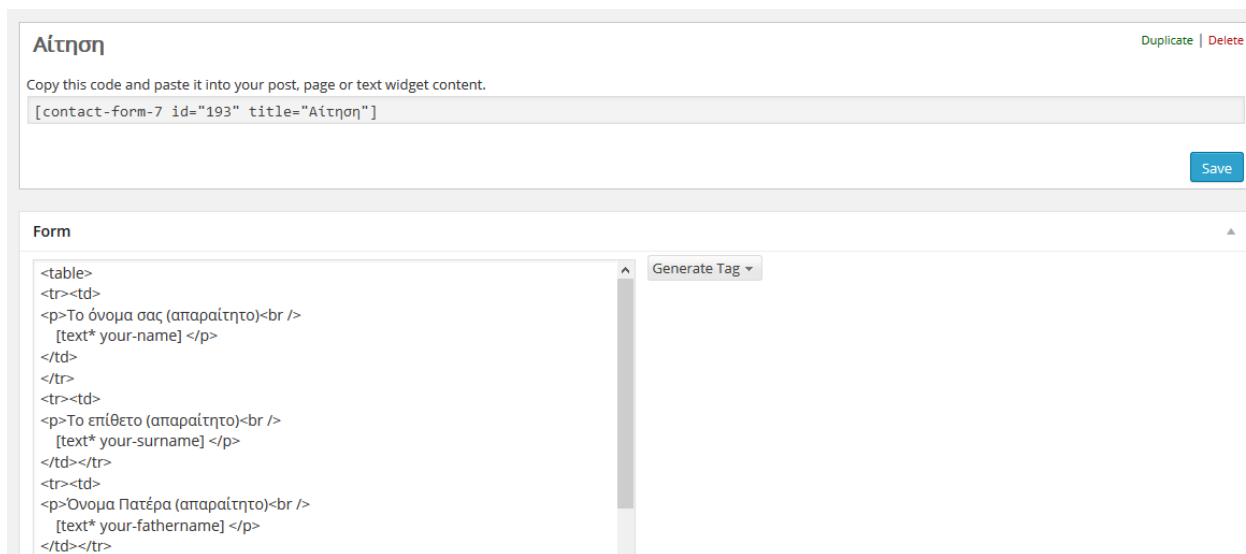 Αίτηση
Duplicate | Delete
Copy this code and paste it into your post, page or text widget content.
[contact-form-7 id="193" title="Αίτηση"]
Save
Form
<table>
<tr><td>
<p>Το όνομα σας (απαραίτητο)<br />
[text* your-name] </p>
</td>
</tr>
<tr><td>
<p>Το επίθετο (απαραίτητο)<br />
[text* your-surname] </p>
</td></tr>
<tr><td>
<p>Όνομα Πατέρα (απαραίτητο)<br />
[text* your-fathername] </p>
</td></tr>
Generate Tag